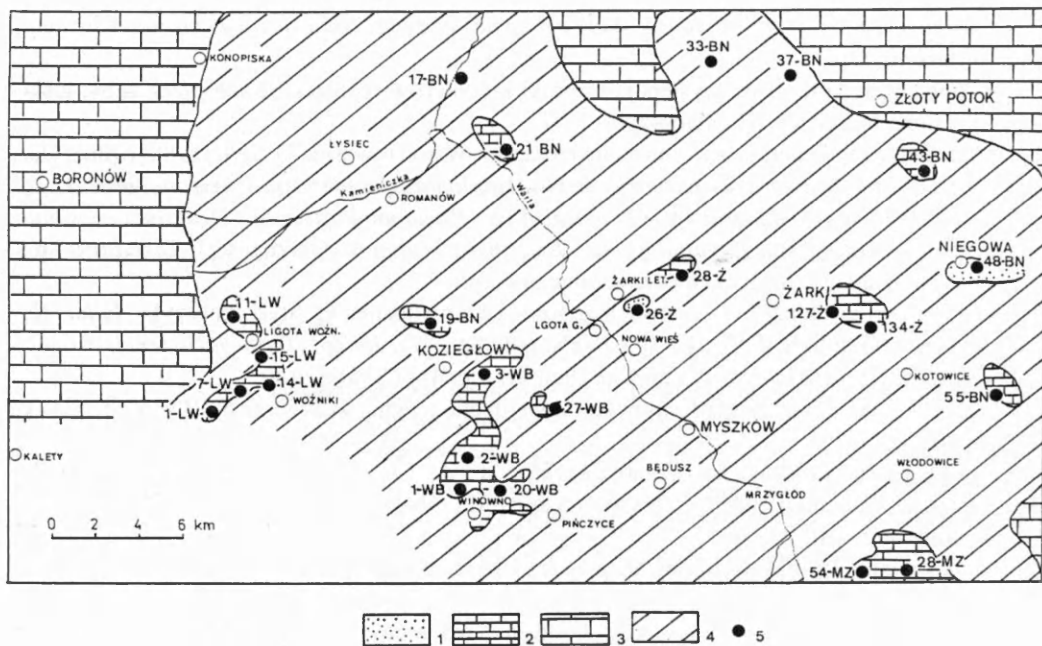 KONOPISKA
33-BN
37-BN
17-BN
ZŁOTY POTOK
ŁYSIEC
21 BN
43-BN
BORONÓW
Kamieniczka
ROMANÓW
Warta
NIEGOWA
48-BN
28-Ż
ŻARKI LET.
ŻARKI
11-LW
19-BN
26-Ż
127-Ż
134-Ż
LIGOTA WOŹN.
LGOTA G.
NOWA WIEŚ
15-LW
KOZIEGŁOWY
3-WB
KOTOWICE
7-LW
14-LW
55-BN
1-LW
WOŹNIKI
27-WB
MYSZKÓW
KALETY
2-WB
BĘDUSZ
WŁODOWICE
1-WB
20-WB
WINOWNO
PIŃCZYCE
MRZYGŁÓD
0 2 4 6 km
54-MZ
28-MZ
1 2 3 4 5